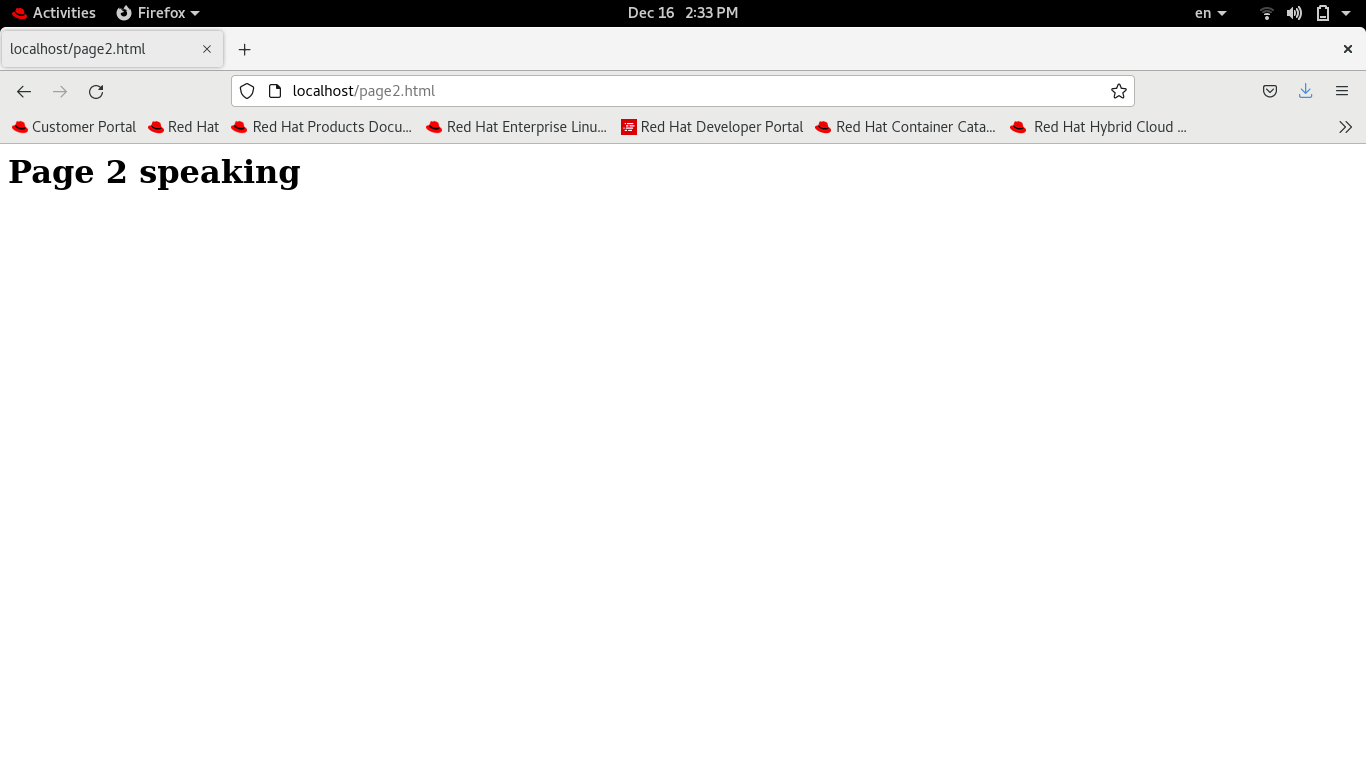 Activities Firefox Dec 16 2:33 PM en
localhost/page2.html
localhost/page2.html
Customer Portal Red Hat Red Hat Products Docu... Red Hat Enterprise Linu... Red Hat Developer Portal Red Hat Container Cata... Red Hat Hybrid Cloud ...
Page 2 speaking